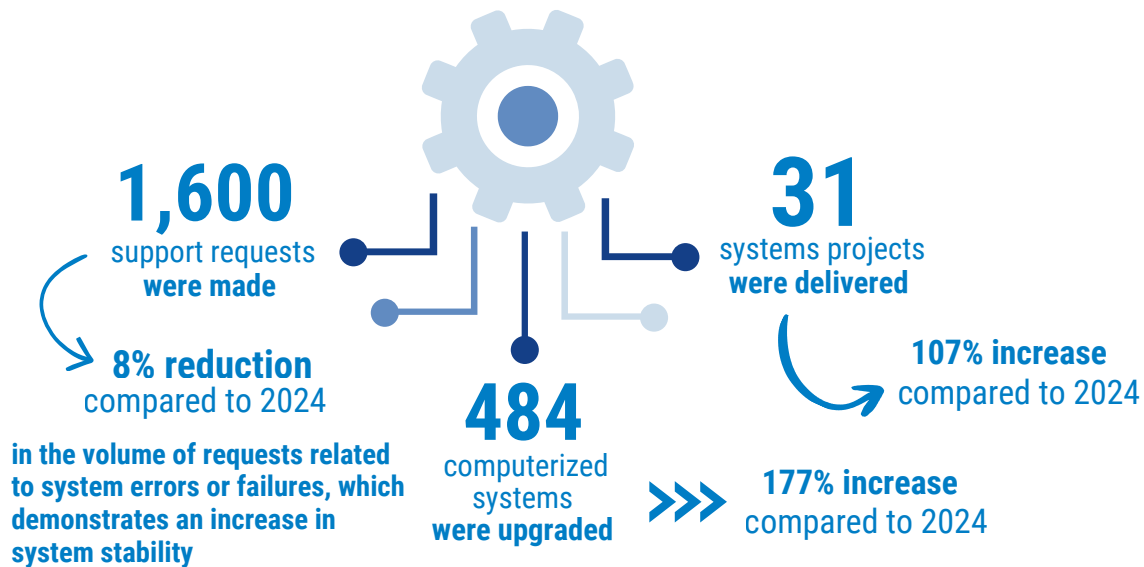 1,600
support requests
were made
8% reduction
compared to 2024
in the volume of requests related
to system errors or failures, which
demonstrates an increase in
system stability
484
computerized
systems
were upgraded
177% increase
compared to 2024
31
systems projects
were delivered
107% increase
compared to 2024